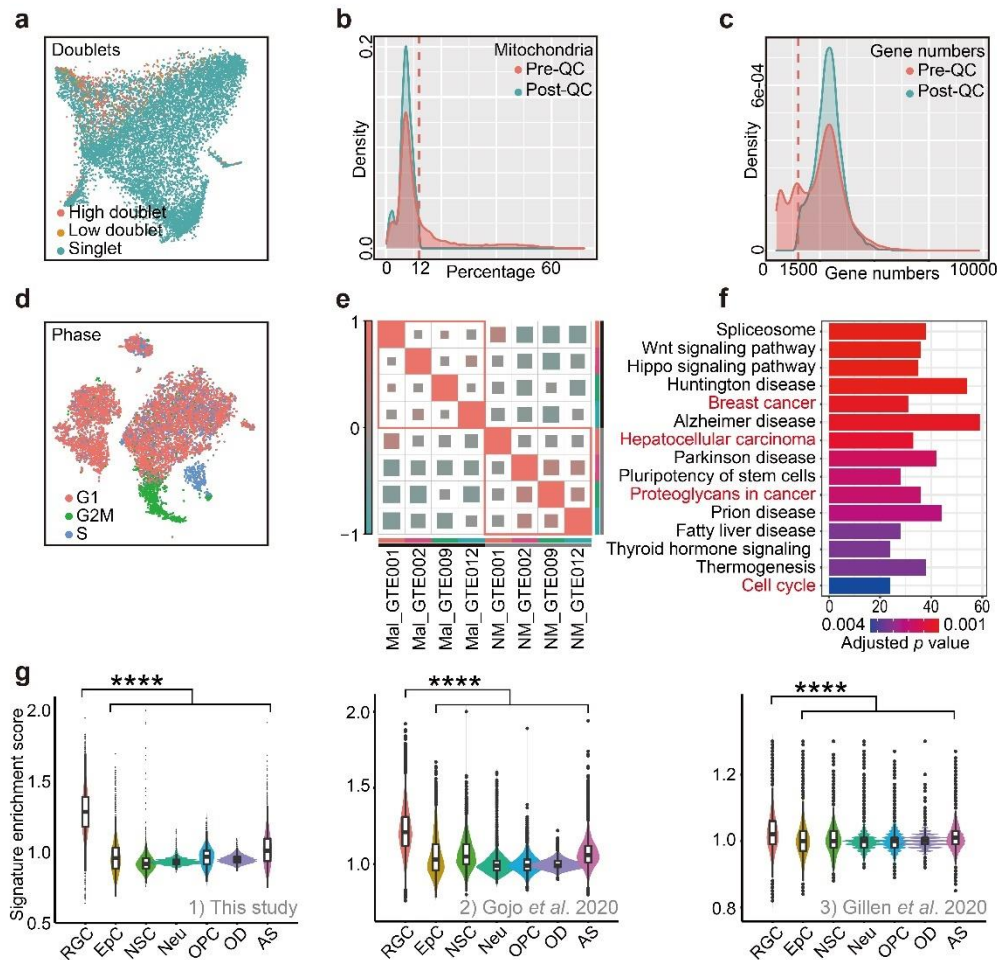 a
Doublets
High doublet
Low doublet
Singlet
b
0.2
Mitochondria
Pre-QC
Post-QC
Density
0.0
0
12
60
Percentage
c
Gene numbers
Pre-QC
Post-QC
6e-04
Density
0
0
1500
10000
Gene numbers
d
Phase
G1
G2M
S
e
1
0
−1
Mal_GTE001
Mal_GTE002
Mal_GTE009
Mal_GTE012
NM_GTE001
NM_GTE002
NM_GTE009
NM_GTE012
f
Spliceosome
Wnt signaling pathway
Hippo signaling pathway
Huntington disease
Breast cancer
Alzheimer disease
Hepatocellular carcinoma
Parkinson disease
Pluripotency of stem cells
Proteoglycans in cancer
Prion disease
Fatty liver disease
Thyroid hormone signaling
Thermogenesis
Cell cycle
0 20 40 60
0.004 0.001
Adjusted p value
g
Signature enrichment score
****
2.0
1.5
1.0
0.5
1) This study
RGC EpC NSC Neu OPC OD AS
****
2.0
1.5
1.0
2) Gojo et al. 2020
RGC EpC NSC Neu OPC OD AS
****
1.2
1.0
0.8
3) Gillen et al. 2020
RGC EpC NSC Neu OPC OD AS